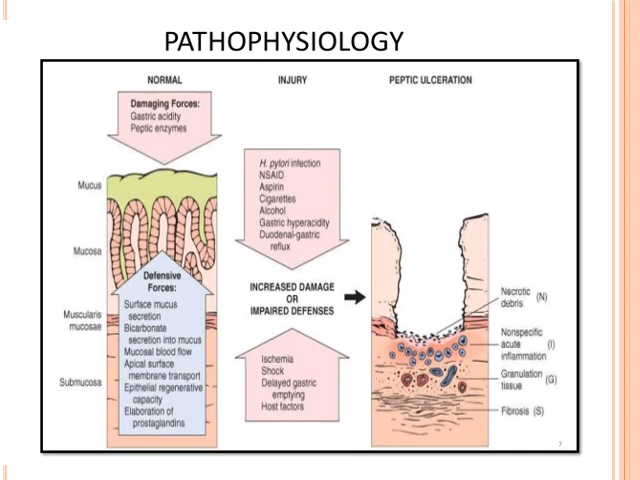 PATHOPHYSIOLOGY
NORMAL
Damaging Forces:
Gastric acidity
Peptic enzymes
Mucus
Mucosa
Muscularis
mucosae
Submucosa
Defensive
Forces:
Surface mucus
secretion
Bicarbonate
secretion into mucus
Mucosal blood flow
Apical surface
membrane transport
Epithelial regenerative
capacity
Elaboration of
prostaglandins
INJURY
H. pylori infection
NSAID
Aspirin
Cigarettes
Alcohol
Gastric hyperacidity
Duodenal-gastric
reflux
INCREASED DAMAGE
OR
IMPAIRED DEFENSES
Ischemia
Shock
Delayed gastric
emptying
Host factors
PEPTIC ULCERATION
Necrotic
debris (N)
Nonspecific
acute (I)
inflammation
Granulation
tissue (G)
Fibrosis (S)
7